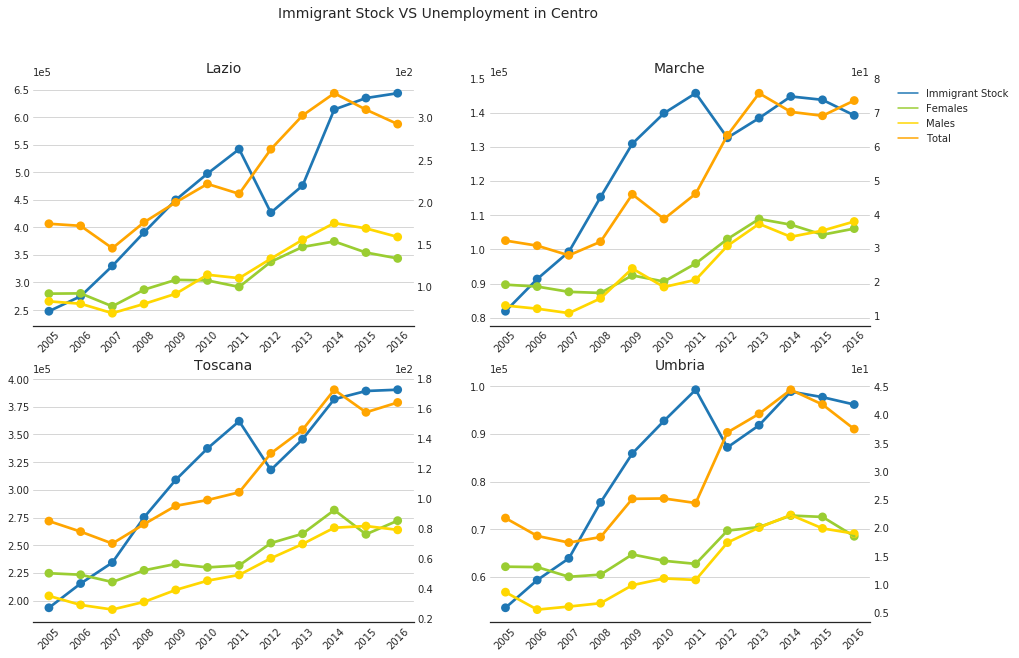 Immigrant Stock VS Unemployment in Centro
Lazio
1e5
1e2
6.5
6.0
5.5
5.0
4.5
4.0
3.5
3.0
2.5
3.0
2.5
2.0
1.5
1.0
2005 2006 2007 2008 2009 2010 2011 2012 2013 2014 2015 2016
Marche
1e5
1e1
1.5
1.4
1.3
1.2
1.1
1.0
0.9
0.8
8
7
6
5
4
3
2
1
2005 2006 2007 2008 2009 2010 2011 2012 2013 2014 2015 2016
Immigrant Stock
Females
Males
Total
Toscana
1e5
1e2
4.00
3.75
3.50
3.25
3.00
2.75
2.50
2.25
2.00
1.8
1.6
1.4
1.2
1.0
0.8
0.6
0.4
0.2
2005 2006 2007 2008 2009 2010 2011 2012 2013 2014 2015 2016
Umbria
1e5
1e1
1.0
0.9
0.8
0.7
0.6
4.5
4.0
3.5
3.0
2.5
2.0
1.5
1.0
0.5
2005 2006 2007 2008 2009 2010 2011 2012 2013 2014 2015 2016